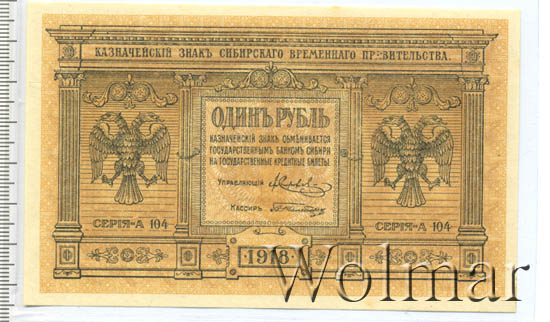 КАЗНАЧЕЙСКІЙ ЗНАКЪ СИБИРСКАГО ВРЕМЕННАГО ПРАВИТЕЛЬСТВА.
ОДИНЪ РУБЛЬ
КАЗНАЧЕЙСКІЙ ЗНАКЪ ОБМѢНИВАЕТСЯ
ГОСУДАРСТВЕННЫМЪ БАНКОМЪ СИБИРИ
НА ГОСУДАРСТВЕННЫЕ КРЕДИТНЫЕ БИЛЕТЫ.
УПРАВЛЯЮЩІЙ
КАССИРЪ
СЕРІЯ-А 104
СЕРІЯ-А 104
1918
Wolmar